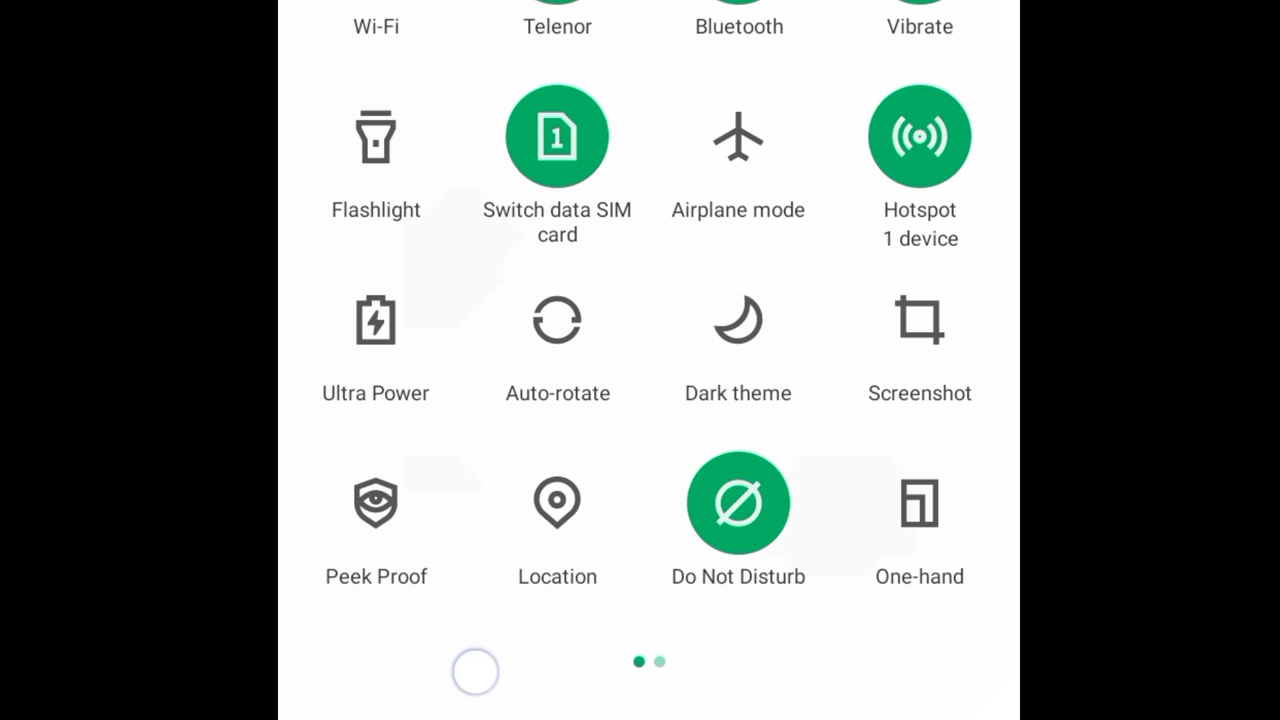 Wi-Fi Telenor Bluetooth Vibrate
1
Flashlight Switch data SIM Airplane mode Hotspot
card 1 device
Ultra Power Auto-rotate Dark theme Screenshot
Peek Proof Location Do Not Disturb One-hand